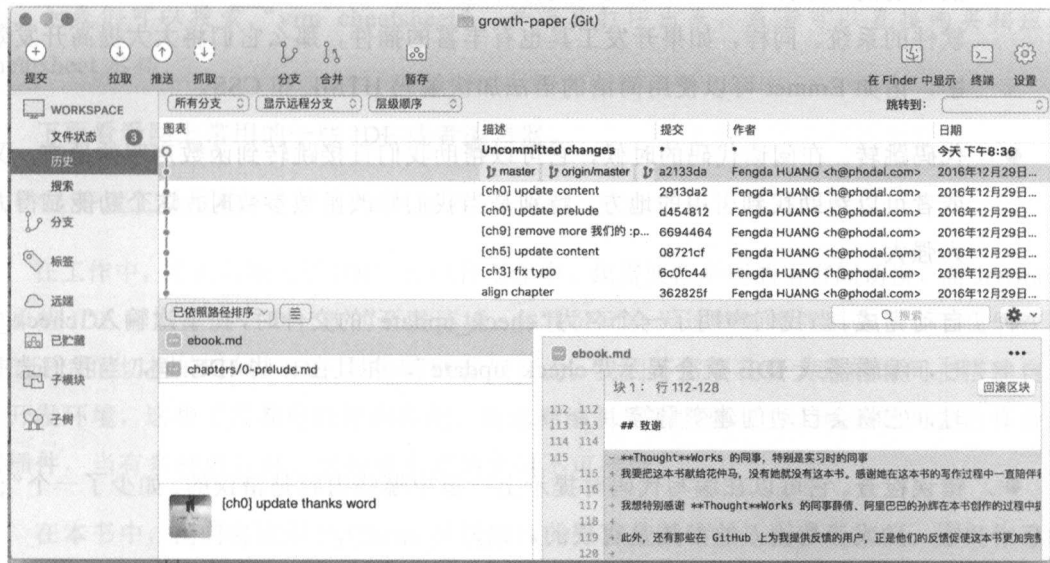 growth-paper (Git)
提交 拉取 推送 抓取 分支 合并 暂存 在 Finder 中显示 终端 设置
WORKSPACE
文件状态 3
历史
搜索
分支
标签
远端
已贮藏
子模块
子树
所有分支 显示远程分支 层级顺序 跳转到:
图表 描述 提交 作者 日期
Uncommitted changes * * 今天下午8:36
master origin/master a2133da Fengda HUANG <h@phodal.com> 2016年12月29日...
[ch0] update content 2913da2 Fengda HUANG <h@phodal.com> 2016年12月29日...
[ch0] update prelude d454812 Fengda HUANG <h@phodal.com> 2016年12月29日...
[ch9] remove more 我们的 :p... 6694464 Fengda HUANG <h@phodal.com> 2016年12月29日...
[ch5] update content 08721cf Fengda HUANG <h@phodal.com> 2016年12月29日...
[ch3] fix typo 6c0fc44 Fengda HUANG <h@phodal.com> 2016年12月29日...
align chapter 362825f Fengda HUANG <h@phodal.com> 2016年12月29日...
已依照路径排序 搜索
ebook.md
chapters/0-prelude.md
[ch0] update thanks word
ebook.md
块 1： 行 112-128 回滚区块
112 112
113 113 ## 致谢
114 114
115 - **Thought**Works 的同事，特别是实习时的同事
115 + 我要把这本书献给花仲马，没有她就没有这本书。感谢她在这本书的写作过程中一直陪伴
116 +
117 + 我想特别感谢 **Thought**Works 的同事薛倩、阿里巴巴的孙辉在本书创作的过程中
118 +
119 + 此外，还有那些在 GitHub 上为我提供反馈的用户，正是他们的反馈促使这本书更加完
120 +